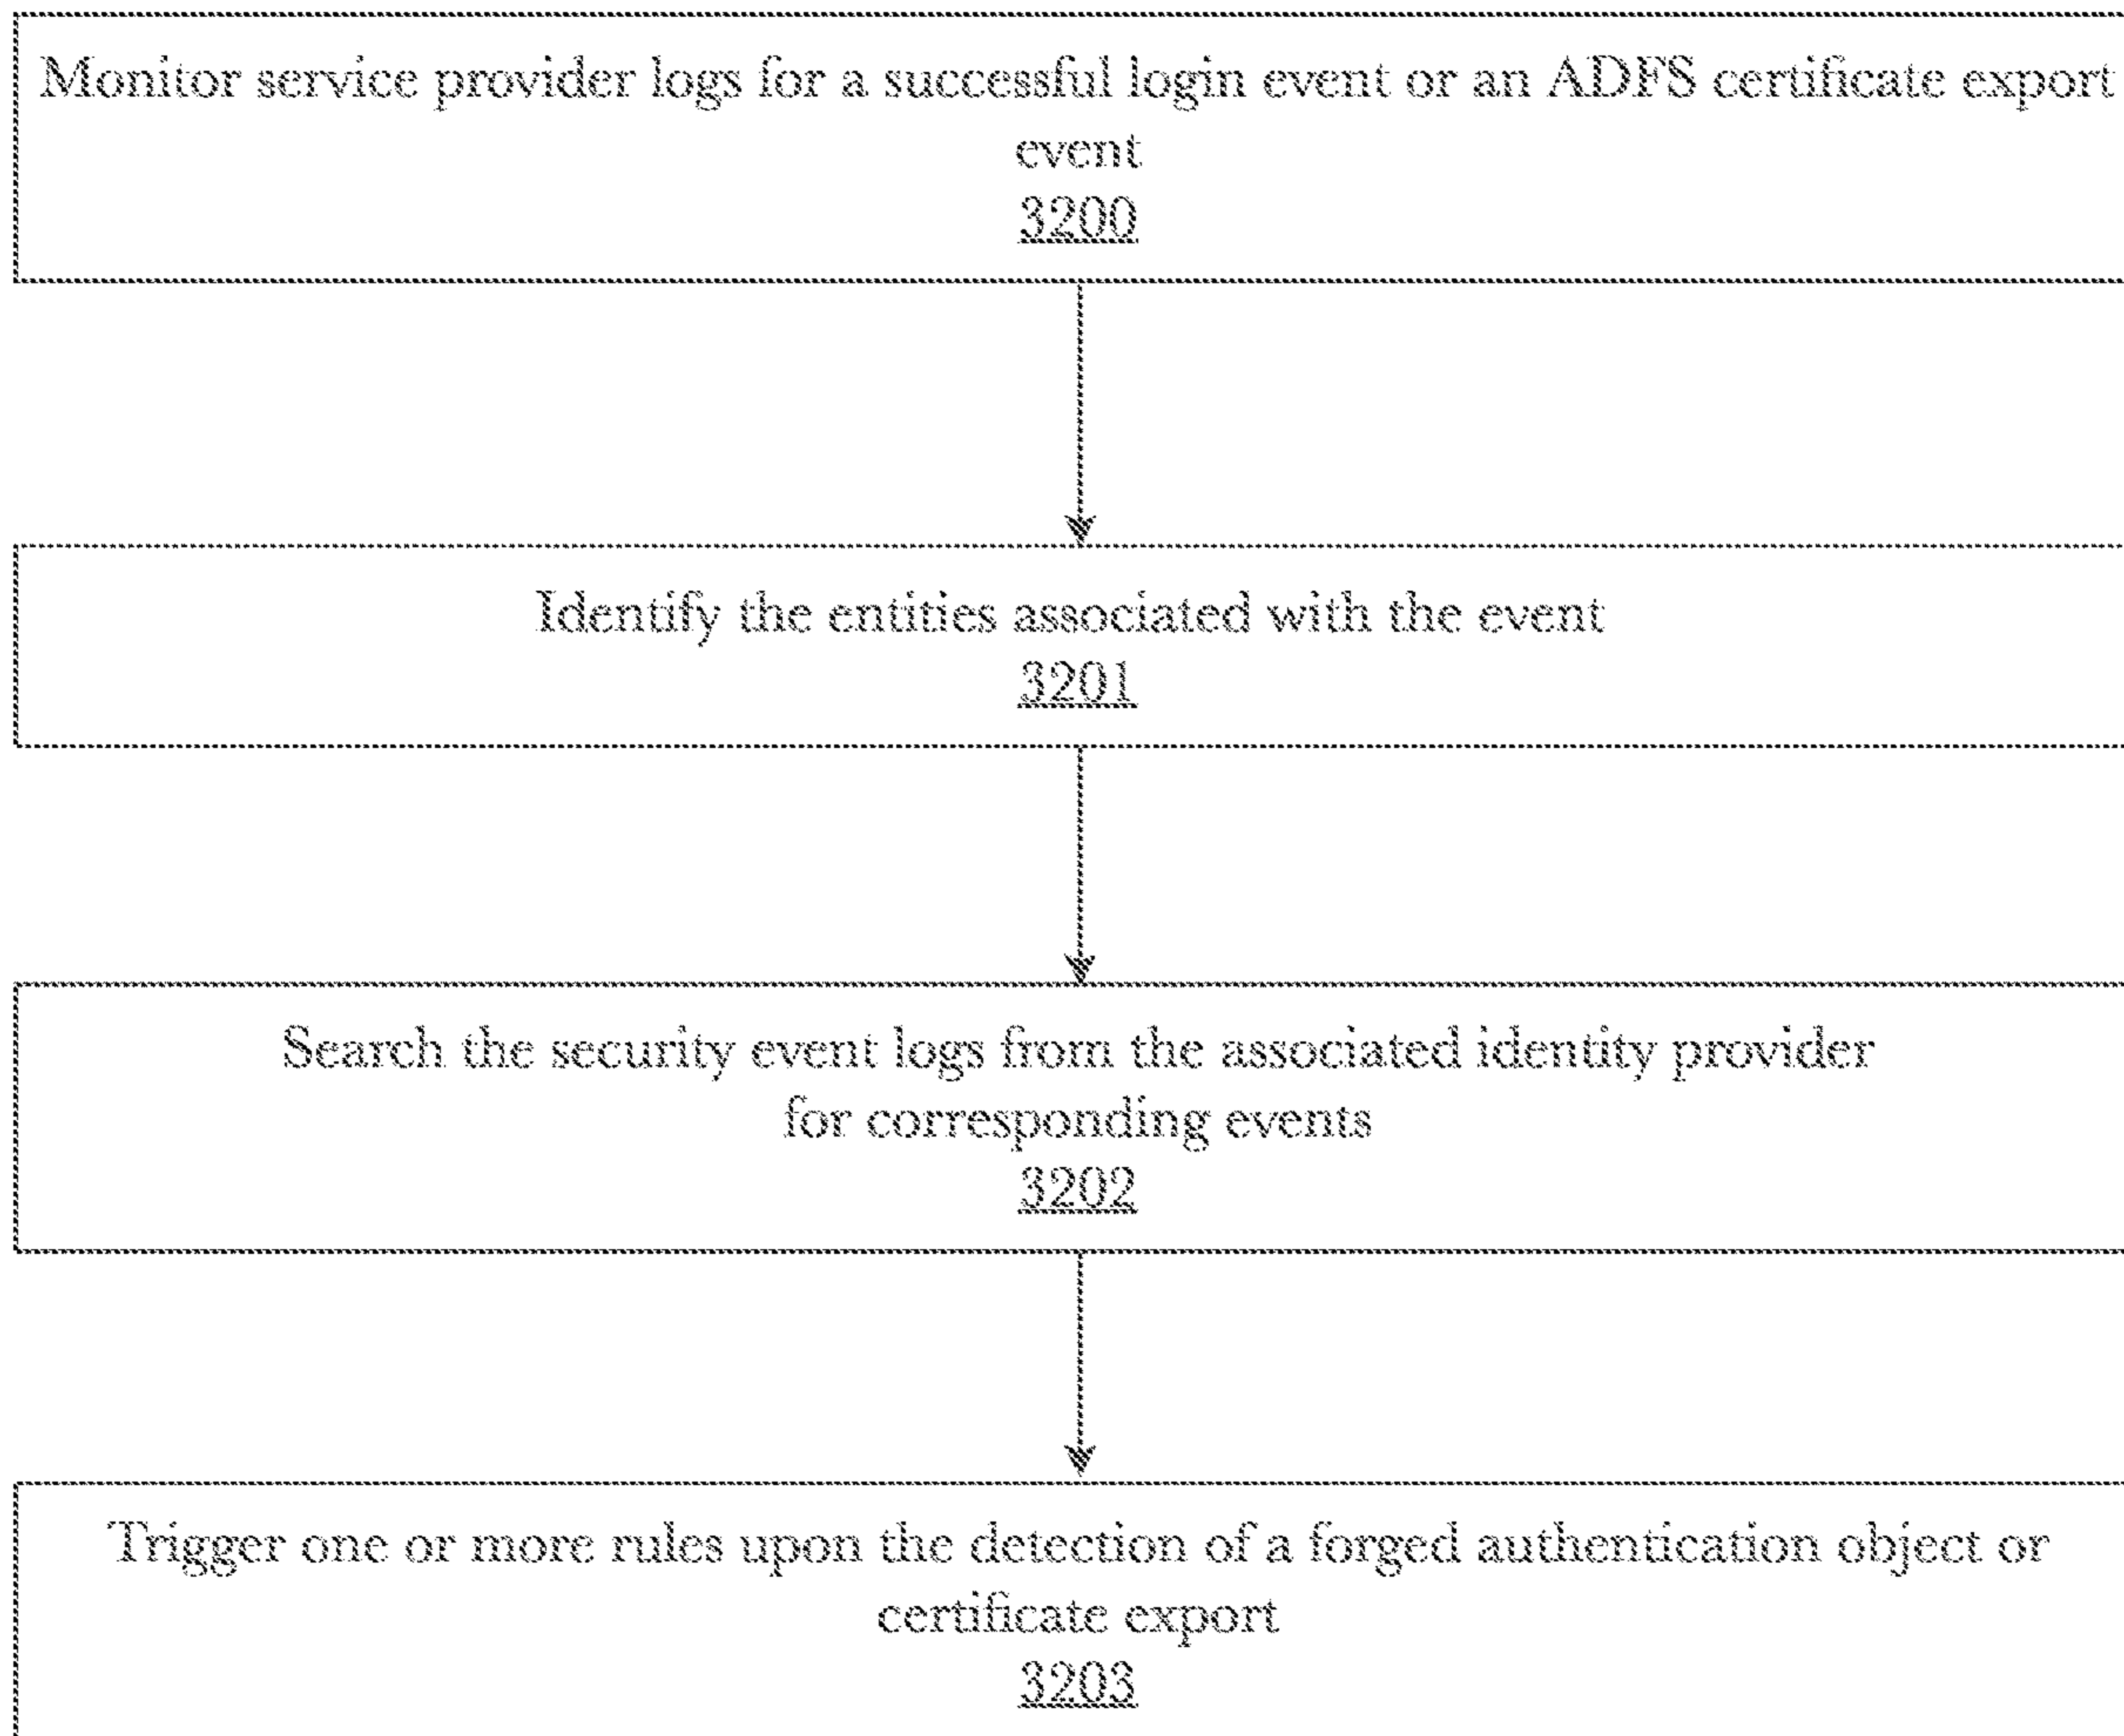 Monitor service provider logs for a successful login event or an ADFS certificate export
event
3200
Identify the entities associated with the event
3201
Search the security event logs from the associated identity provider
for corresponding events
3202
Trigger one or more rules upon the detection of a forged authentication object or
certificate export
3203